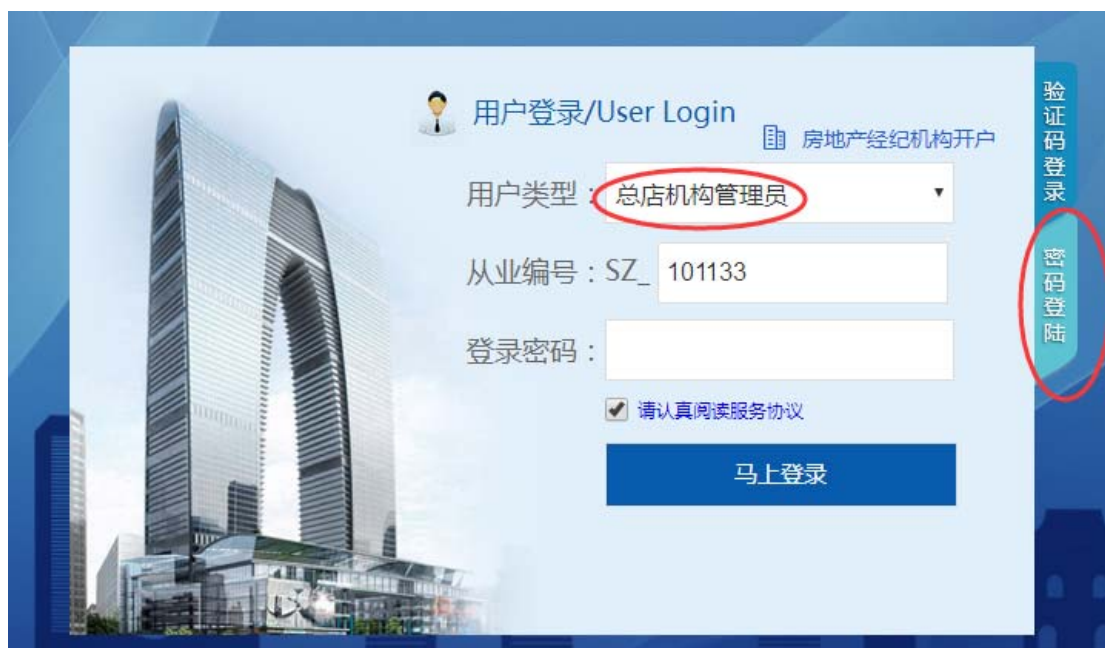 用户登录/User Login
房地产经纪机构开户
用户类型：总店机构管理员
从业编号：SZ_ 101133
登录密码：
请认真阅读服务协议
马上登录
验证码登录
密码登陆